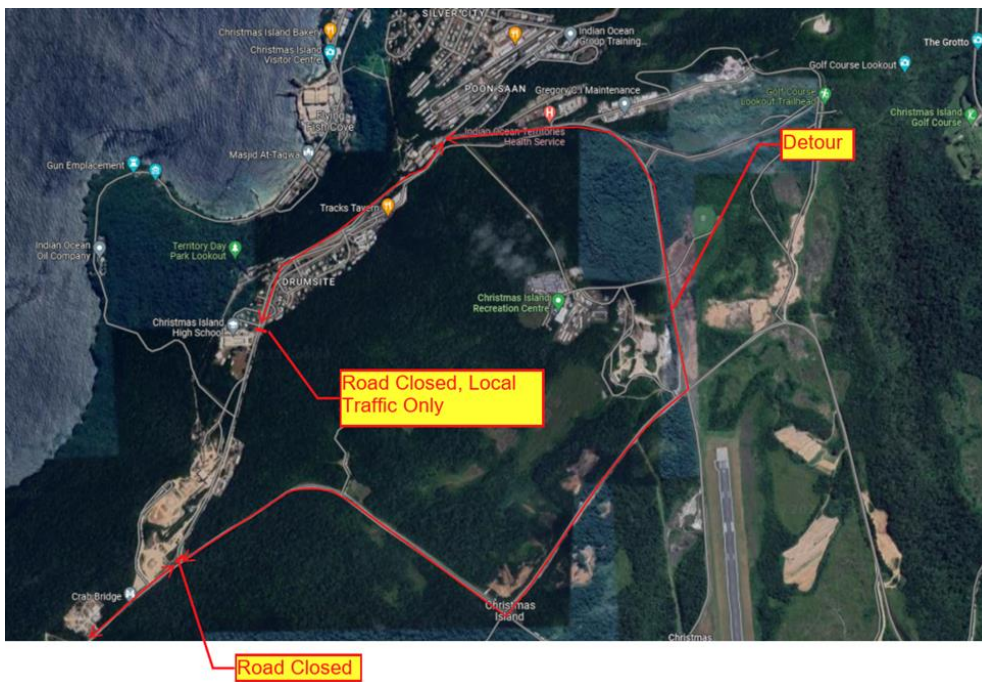 SILVER CITY
Christmas Island Bakery
Christmas Island
Visitor Centre
Indian Ocean
Group Training...
The Grotto
Golf Course Lookout
POON SAAN
Gregory C'I Maintenance
Golf Course
Lookout Trailhead
Christmas Island
Golf Course
Flying
Fish Cove
Indian Ocean Territories
Health Service
Detour
Masjid At-Taqwa
Gun Emplacement
Tracks Tavern
Indian Ocean
Oil Company
Territory Day
Park Lookout
DRUMSITE
Christmas Island
Recreation Centre
Christmas Island
High School
Road Closed, Local
Traffic Only
Crab Bridge
Christmas
Island
Christmas
Road Closed